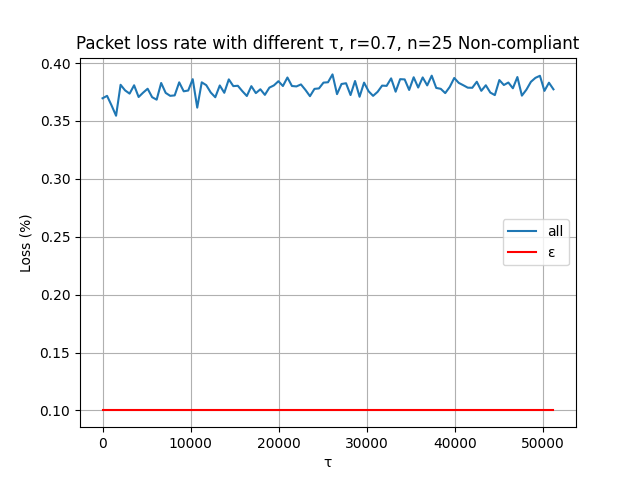 Packet loss rate with different τ, r=0.7, n=25 Non-compliant
0.40
0.35
0.30
0.25
0.20
0.15
0.10
Loss (%)
all
ε
0
10000
20000
30000
40000
50000
τ